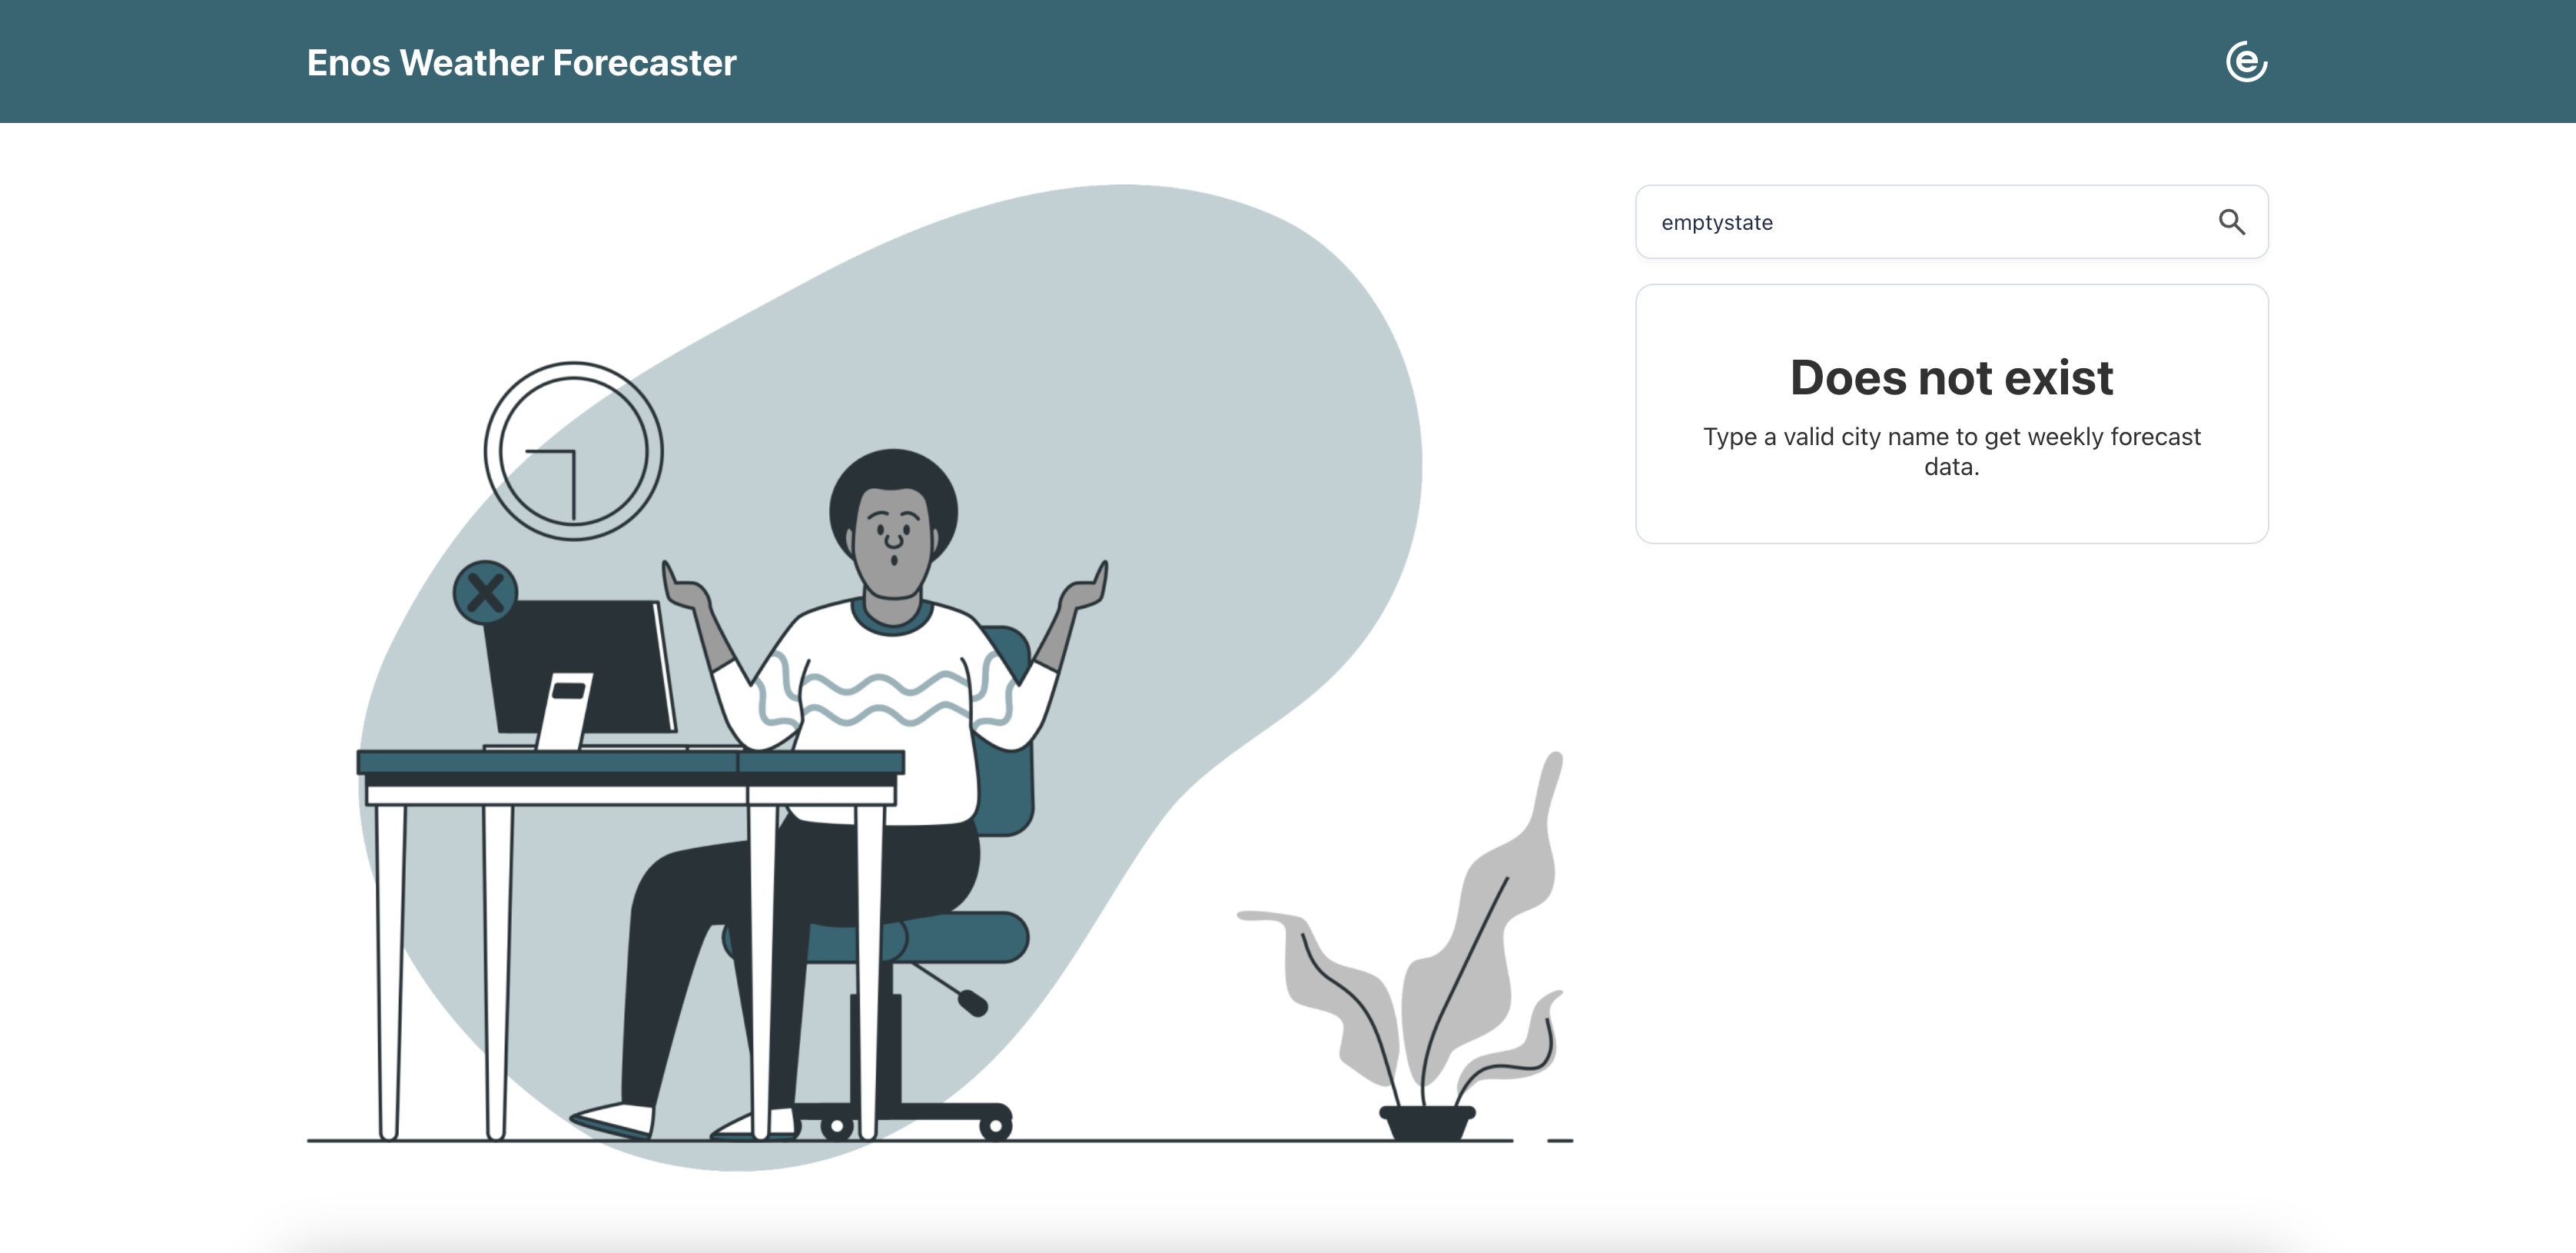 Enos Weather Forecaster
e
emptystate
Does not exist
Type a valid city name to get weekly forecast
data.